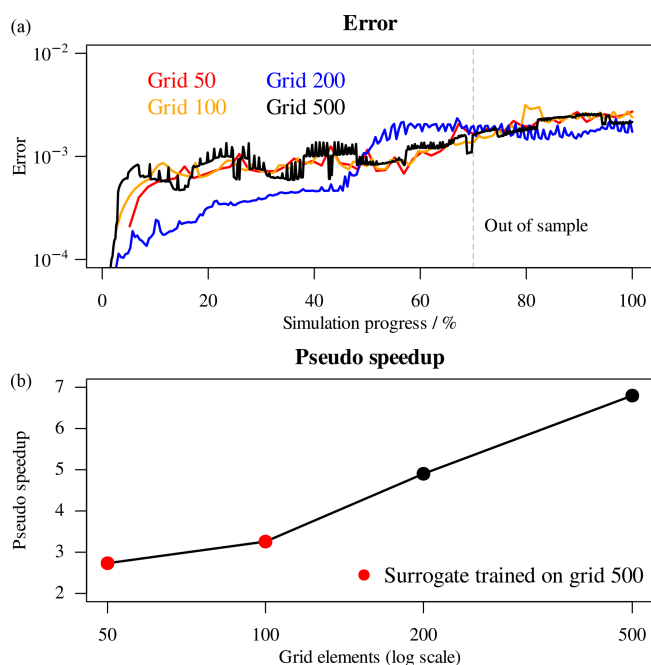 (a)
Error
Error
10−2
10−3
10−4
Grid 50
Grid 200
Grid 100
Grid 500
Out of sample
0 20 40 60 80 100
Simulation progress / %
(b)
Pseudo speedup
Pseudo speedup
7
6
5
4
3
2
Surrogate trained on grid 500
50 100 200 500
Grid elements (log scale)